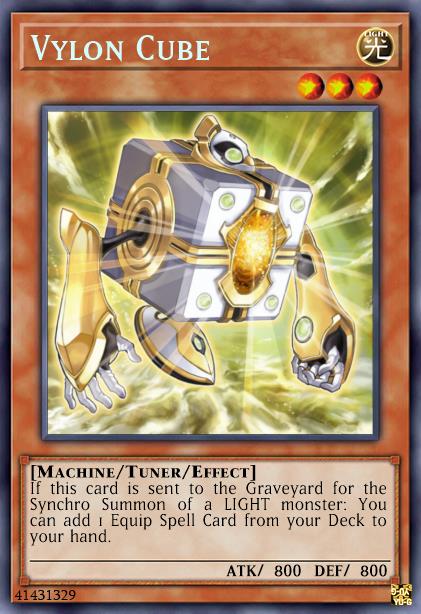 Vylon Cube
LIGHT
光
[Machine/Tuner/Effect]
If this card is sent to the Graveyard for the
Synchro Summon of a LIGHT monster: You
can add 1 Equip Spell Card from your Deck to
your hand.
ATK/ 800 DEF/ 800
41431329